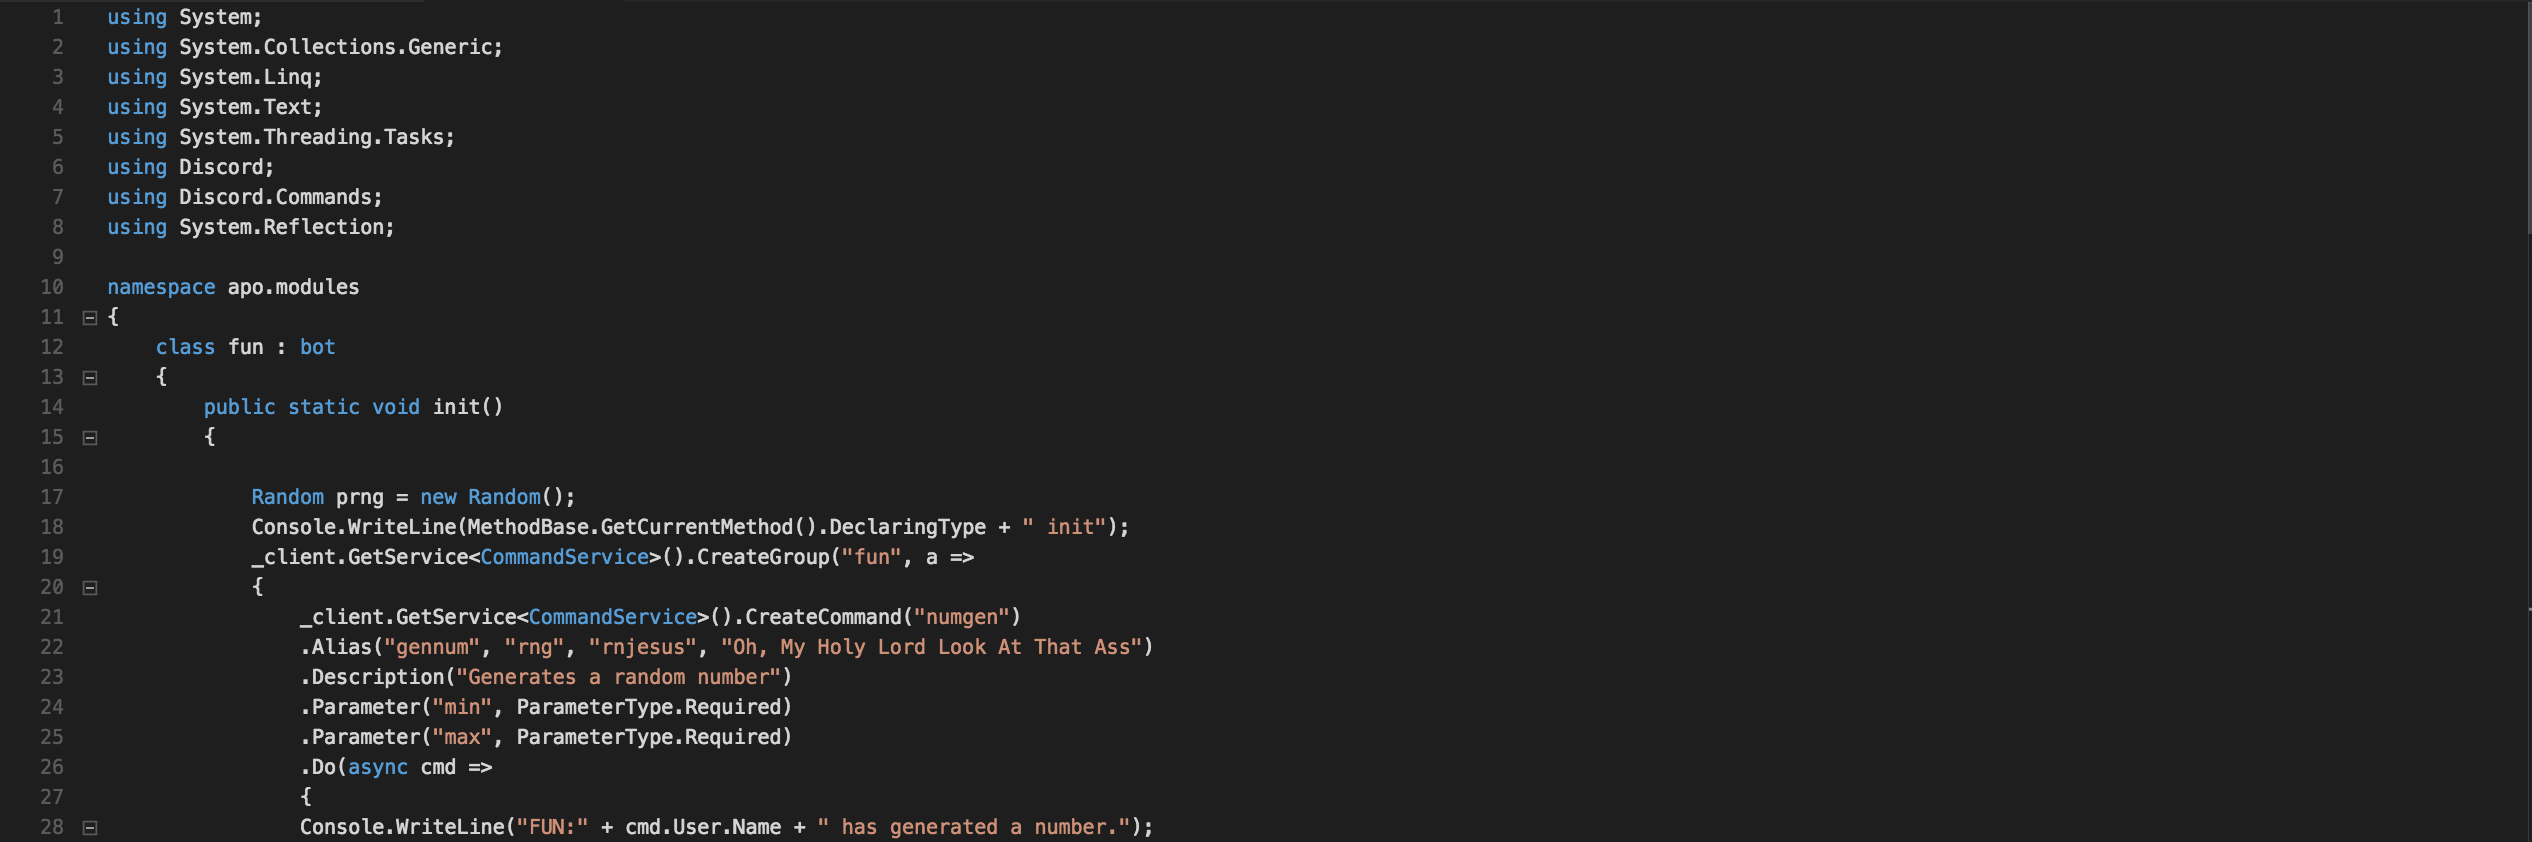 1 using System;
2 using System.Collections.Generic;
3 using System.Linq;
4 using System.Text;
5 using System.Threading.Tasks;
6 using Discord;
7 using Discord.Commands;
8 using System.Reflection;
9
10 namespace apo.modules
11 {
12 class fun : bot
13 {
14 public static void init()
15 {
16
17 Random prng = new Random();
18 Console.WriteLine(MethodBase.GetCurrentMethod().DeclaringType + " init");
19 _client.GetService<CommandService>().CreateGroup("fun", a =>
20 {
21 _client.GetService<CommandService>().CreateCommand("numgen")
22 .Alias("gennum", "rng", "rnjesus", "Oh, My Holy Lord Look At That Ass")
23 .Description("Generates a random number")
24 .Parameter("min", ParameterType.Required)
25 .Parameter("max", ParameterType.Required)
26 .Do(async cmd =>
27 {
28 Console.WriteLine("FUN:" + cmd.User.Name + " has generated a number.");